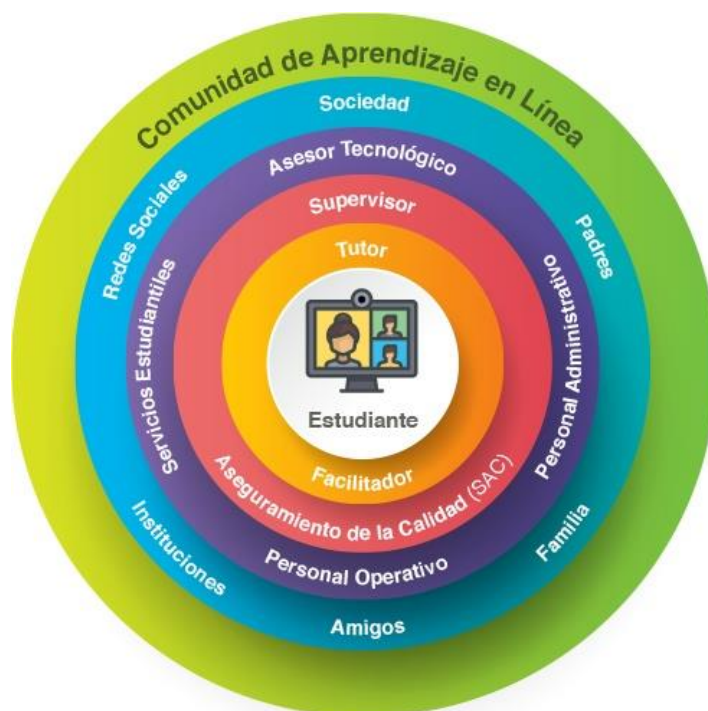 Comunidad de Aprendizaje en Línea
Sociedad
Redes Sociales
Padres
Instituciones
Familia
Amigos
Asesor Tecnológico
Servicios Estudiantiles
Personal Administrativo
Personal Operativo
Supervisor
Aseguramiento de la Calidad (SAC)
Tutor
Facilitador
Estudiante